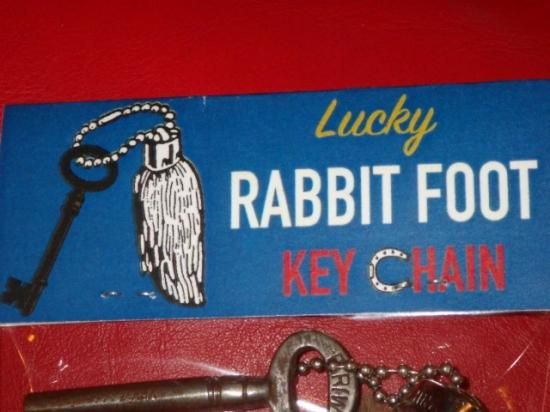 Lucky
RABBIT FOOT
KEY CHAIN